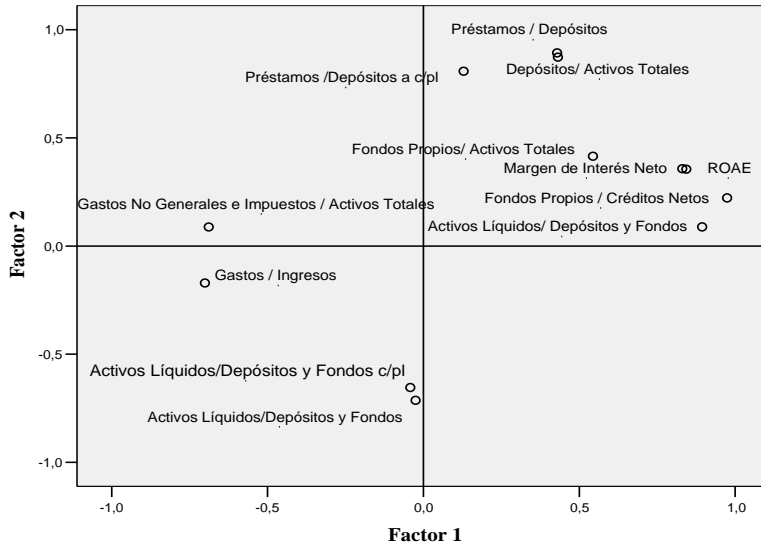 Préstamos / Depósitos
Depósitos/ Activos Totales
Préstamos /Depósitos a c/pl
Fondos Propios/ Activos Totales
Margen de Interés Neto
ROAE
Fondos Propios / Créditos Netos
Gastos No Generales e Impuestos / Activos Totales
Activos Líquidos/ Depósitos y Fondos
Gastos / Ingresos
Activos Líquidos/Depósitos y Fondos c/pl
Activos Líquidos/Depósitos y Fondos
1,0
0,5
0,0
-0,5
-1,0
Factor 2
-1,0
-0,5
0,0
0,5
1,0
Factor 1